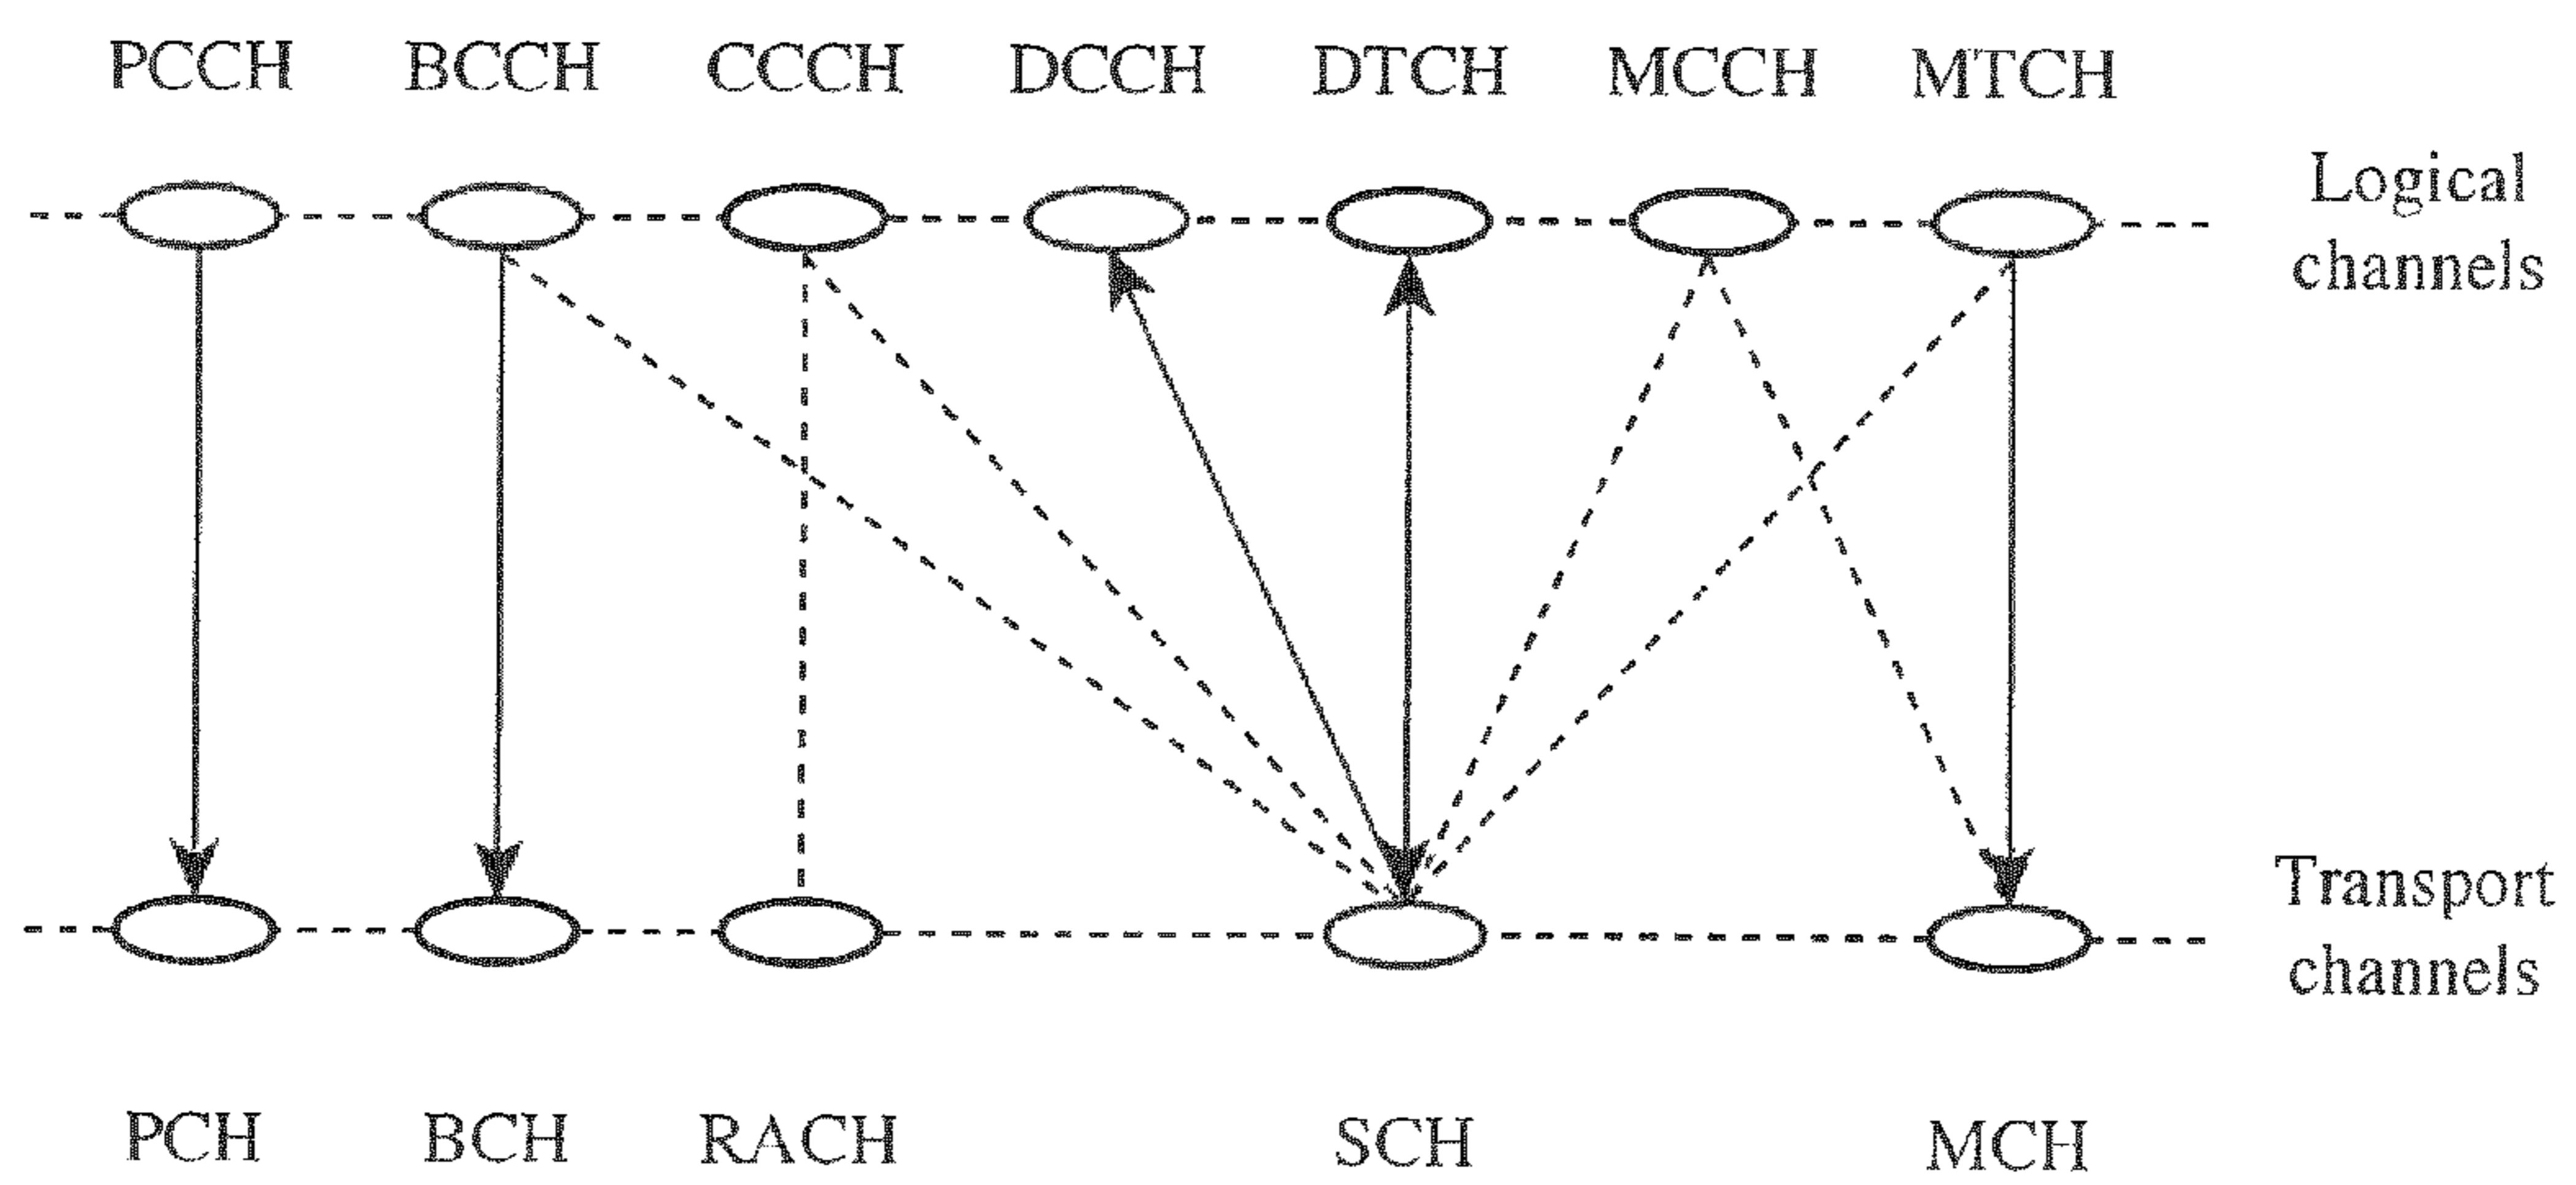 PCCH BCCH CCCH DCCH DTCH MCCH MTCH
Logical
channels
Transport
channels
PCH BCH RACH SCH MCH